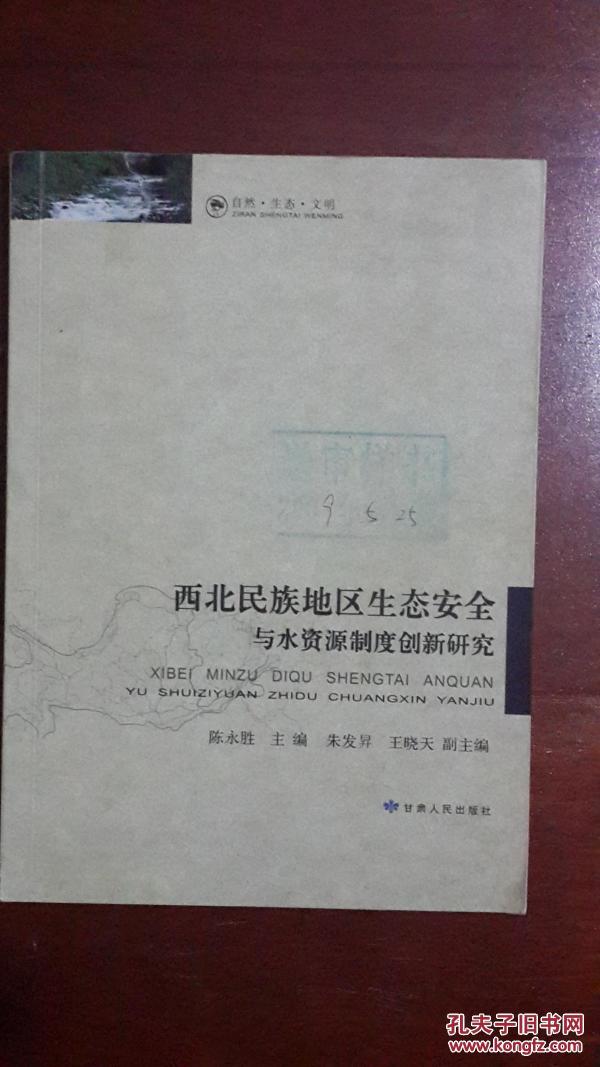 自然·生态·文明
ZIRAN SHENGTAI WENMING
9 5 25
西北民族地区生态安全
与水资源制度创新研究
XIBEI MINZU DIQU SHENGTAI ANQUAN
YU SHUIZIYUAN ZHIDU CHUANGXIN YANJIU
陈永胜 主编 朱发昇 王晓天 副主编
甘肃人民出版社
孔夫子旧书网
www.kongfz.com